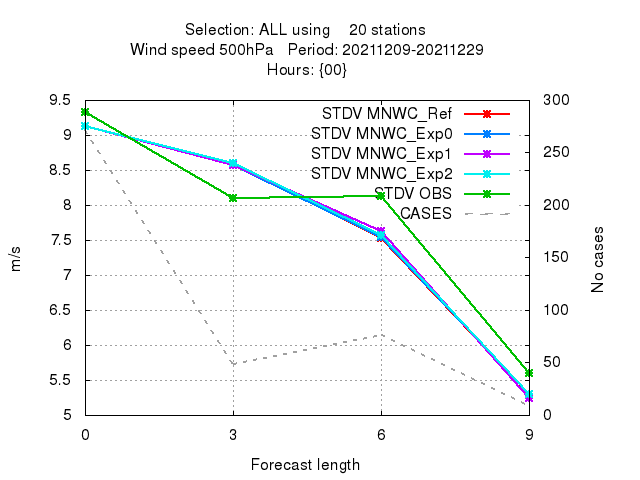 Selection: ALL using    20 stations
Wind speed 500hPa   Period: 20211209-20211229
Hours: {00}
STDV MNWC_Ref
STDV MNWC_Exp0
STDV MNWC_Exp1
STDV MNWC_Exp2
STDV OBS
CASES
9.5
9
8.5
8
7.5
7
6.5
6
5.5
5
m/s
300
250
200
150
100
50
0
No cases
0 3 6 9
Forecast length